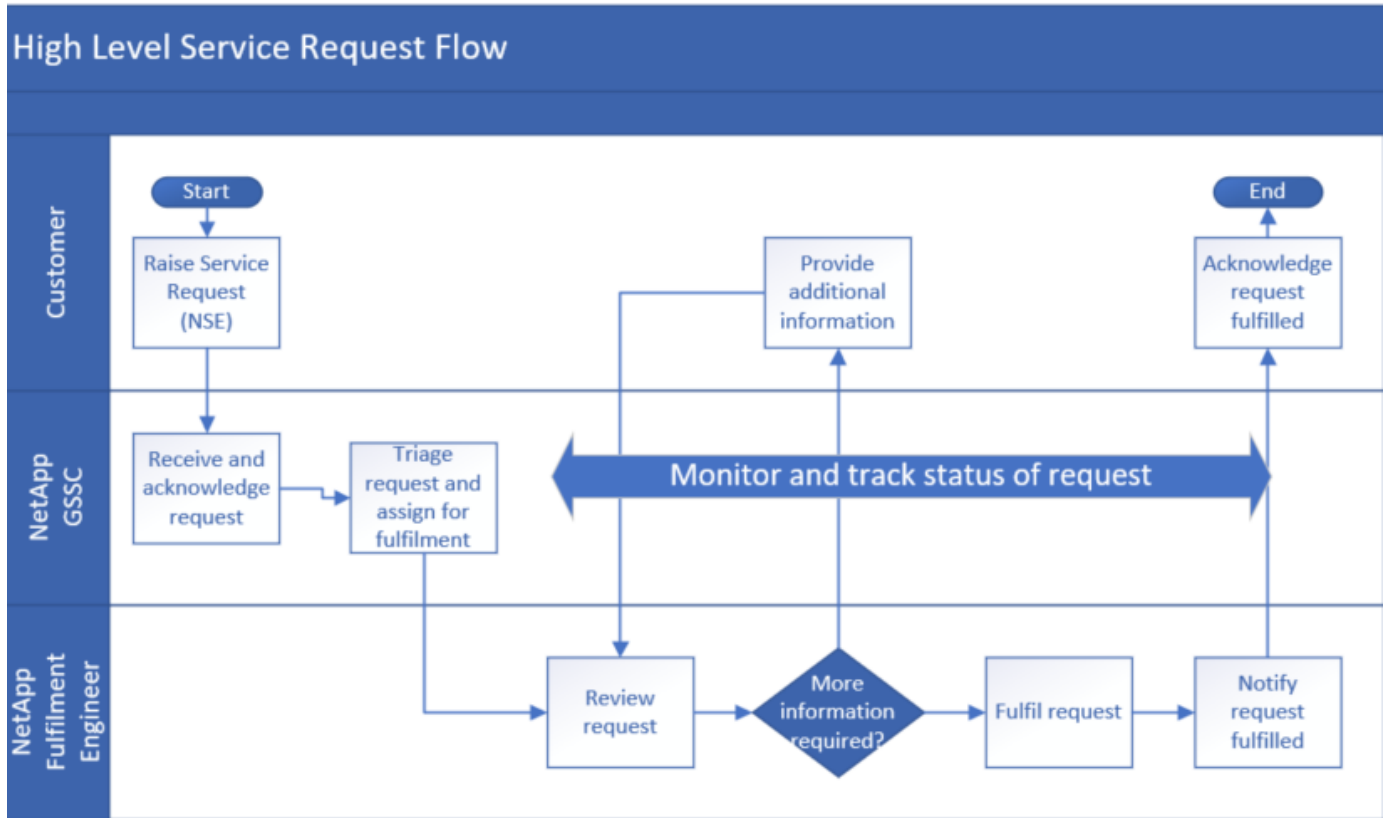 High Level Service Request Flow
Customer
Start
Raise Service
Request
(NSE)
Provide
additional
information
End
Acknowledge
request
fulfilled
NetApp
GSSC
Receive and
acknowledge
request
Triage
request and
assign for
fulfilment
Monitor and track status of request
NetApp
Fulfilment
Engineer
Review
request
More
information
required?
Fulfil request
Notify
request
fulfilled